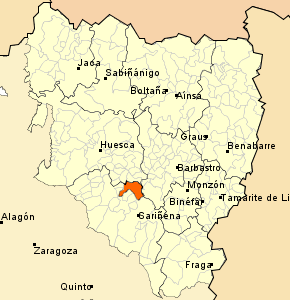 Jaca
Sabiñánigo
Boltaña
Aínsa
Graus
Huesca
Benabarre
Barbastro
Monzón
Binéfar
Tamarite de Li
Alagón
Sariñena
Zaragoza
Fraga
Quinto